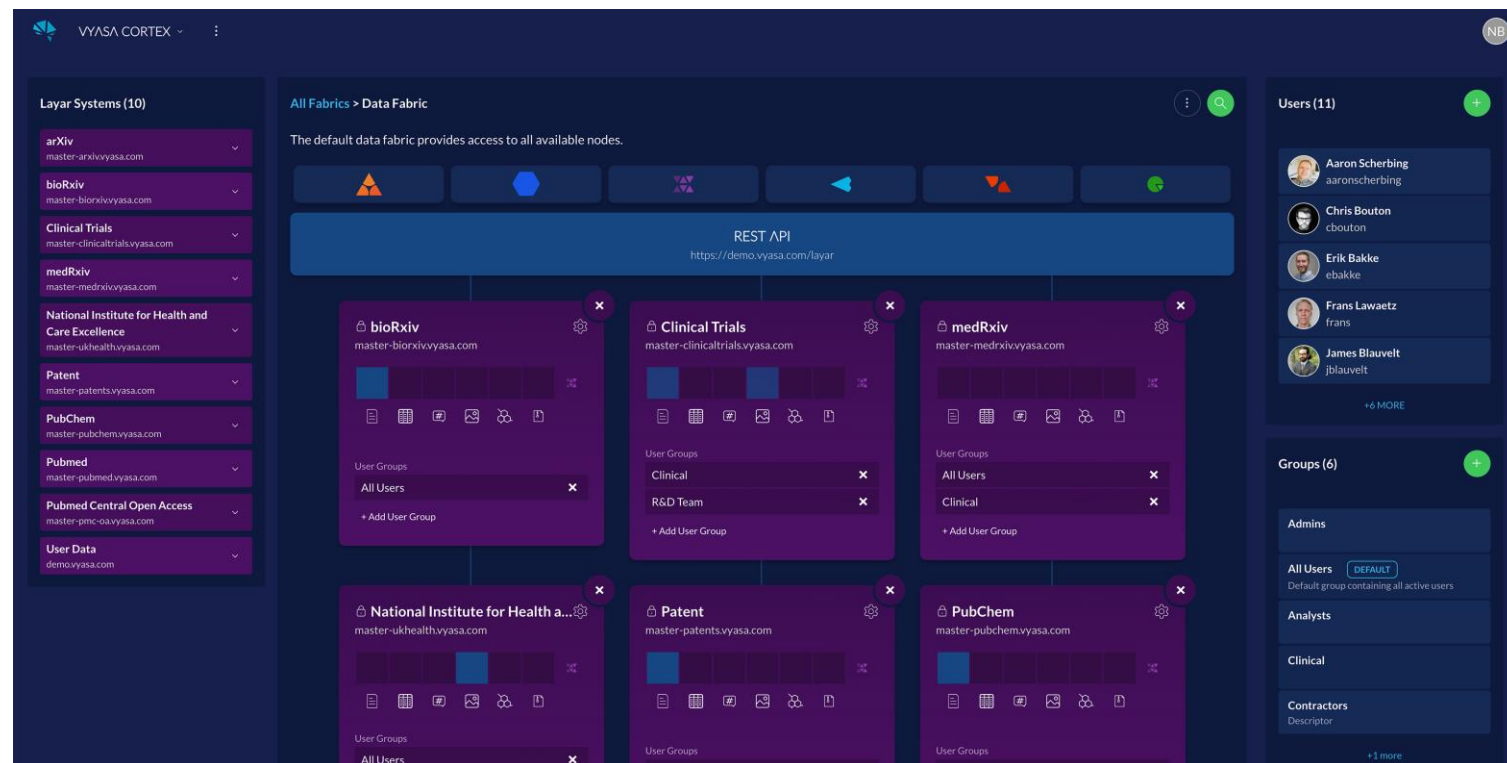 VYASA CORTEX
NB
Layar Systems (10)
arXiv
master-arxiv.vyasa.com
bioRxiv
master-biorxiv.vyasa.com
Clinical Trials
master-clinicaltrials.vyasa.com
medRxiv
master-medrxiv.vyasa.com
National Institute for Health and
Care Excellence
master-ukhealth.vyasa.com
Patent
master-patents.vyasa.com
PubChem
master-pubchem.vyasa.com
Pubmed
master-pubmed.vyasa.com
Pubmed Central Open Access
master-pmc-oa.vyasa.com
User Data
demo.vyasa.com
All Fabrics > Data Fabric
The default data fabric provides access to all available nodes.
REST API
https://demo.vyasa.com/layar
bioRxiv
master-biorxiv.vyasa.com
User Groups
All Users
+ Add User Group
Clinical Trials
master-clinicaltrials.vyasa.com
User Groups
Clinical
R&D Team
+ Add User Group
medRxiv
master-medrxiv.vyasa.com
User Groups
All Users
Clinical
+ Add User Group
National Institute for Health a...
master-ukhealth.vyasa.com
User Groups
All Users
Patent
master-patents.vyasa.com
User Groups
PubChem
master-pubchem.vyasa.com
User Groups
Users (11)
Aaron Scherbing
aaronscherbing
Chris Bouton
cbouton
Erik Bakke
ebakke
Frans Lawaetz
frans
James Blauvelt
jblauvelt
+6 MORE
Groups (6)
Admins
All Users DEFAULT
Default group containing all active users
Analysts
Clinical
Contractors
Descriptor
+1 more